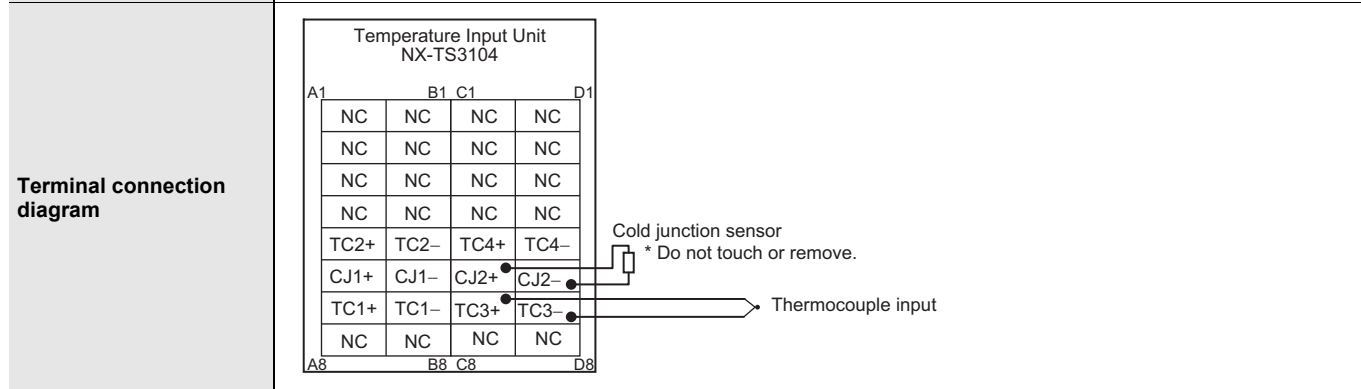 Terminal connection
diagram
Temperature Input Unit
NX-TS3104
A1 B1 C1 D1
NC NC NC NC
NC NC NC NC
NC NC NC NC
NC NC NC NC
TC2+ TC2− TC4+ TC4−
CJ1+ CJ1− CJ2+ CJ2−
TC1+ TC1− TC3+ TC3−
NC NC NC NC
A8 B8 C8 D8
Cold junction sensor
* Do not touch or remove.
Thermocouple input